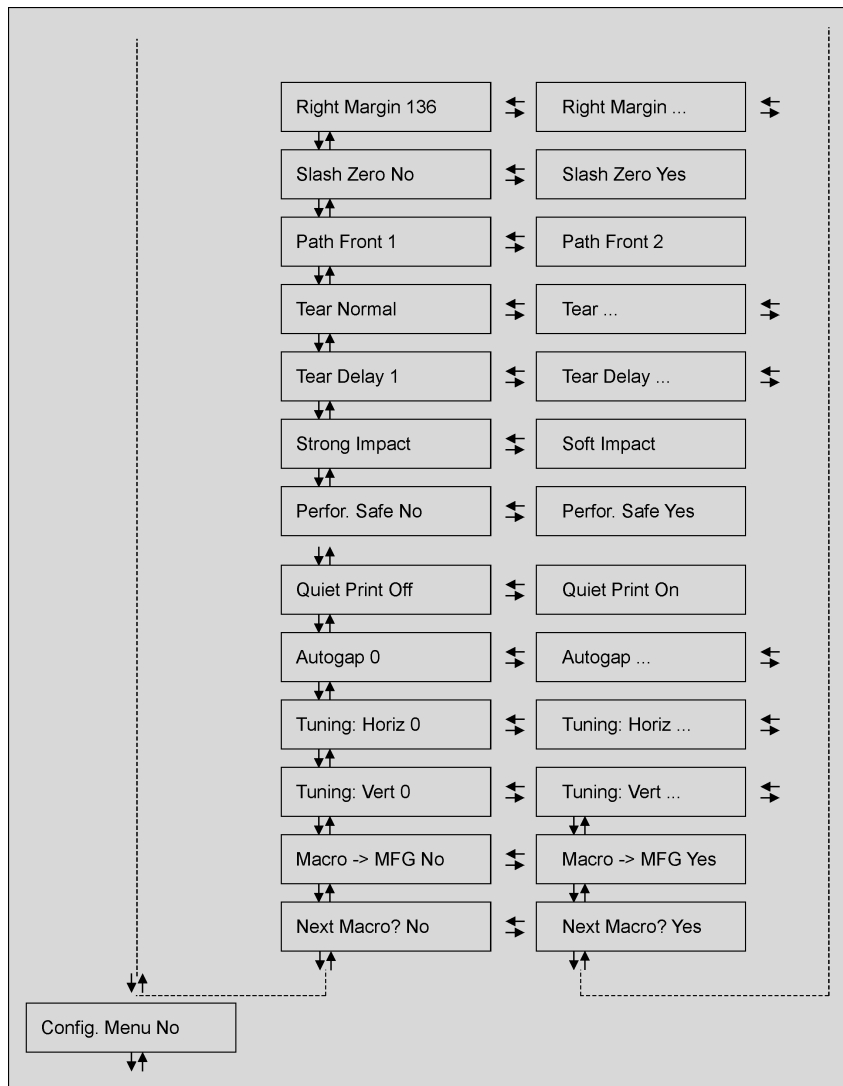 Right Margin 136
Right Margin ...
Slash Zero No
Slash Zero Yes
Path Front 1
Path Front 2
Tear Normal
Tear ...
Tear Delay 1
Tear Delay ...
Strong Impact
Soft Impact
Perfor. Safe No
Perfor. Safe Yes
Quiet Print Off
Quiet Print On
Autogap 0
Autogap ...
Tuning: Horiz 0
Tuning: Horiz ...
Tuning: Vert 0
Tuning: Vert ...
Macro -> MFG No
Macro -> MFG Yes
Next Macro? No
Next Macro? Yes
Config. Menu No